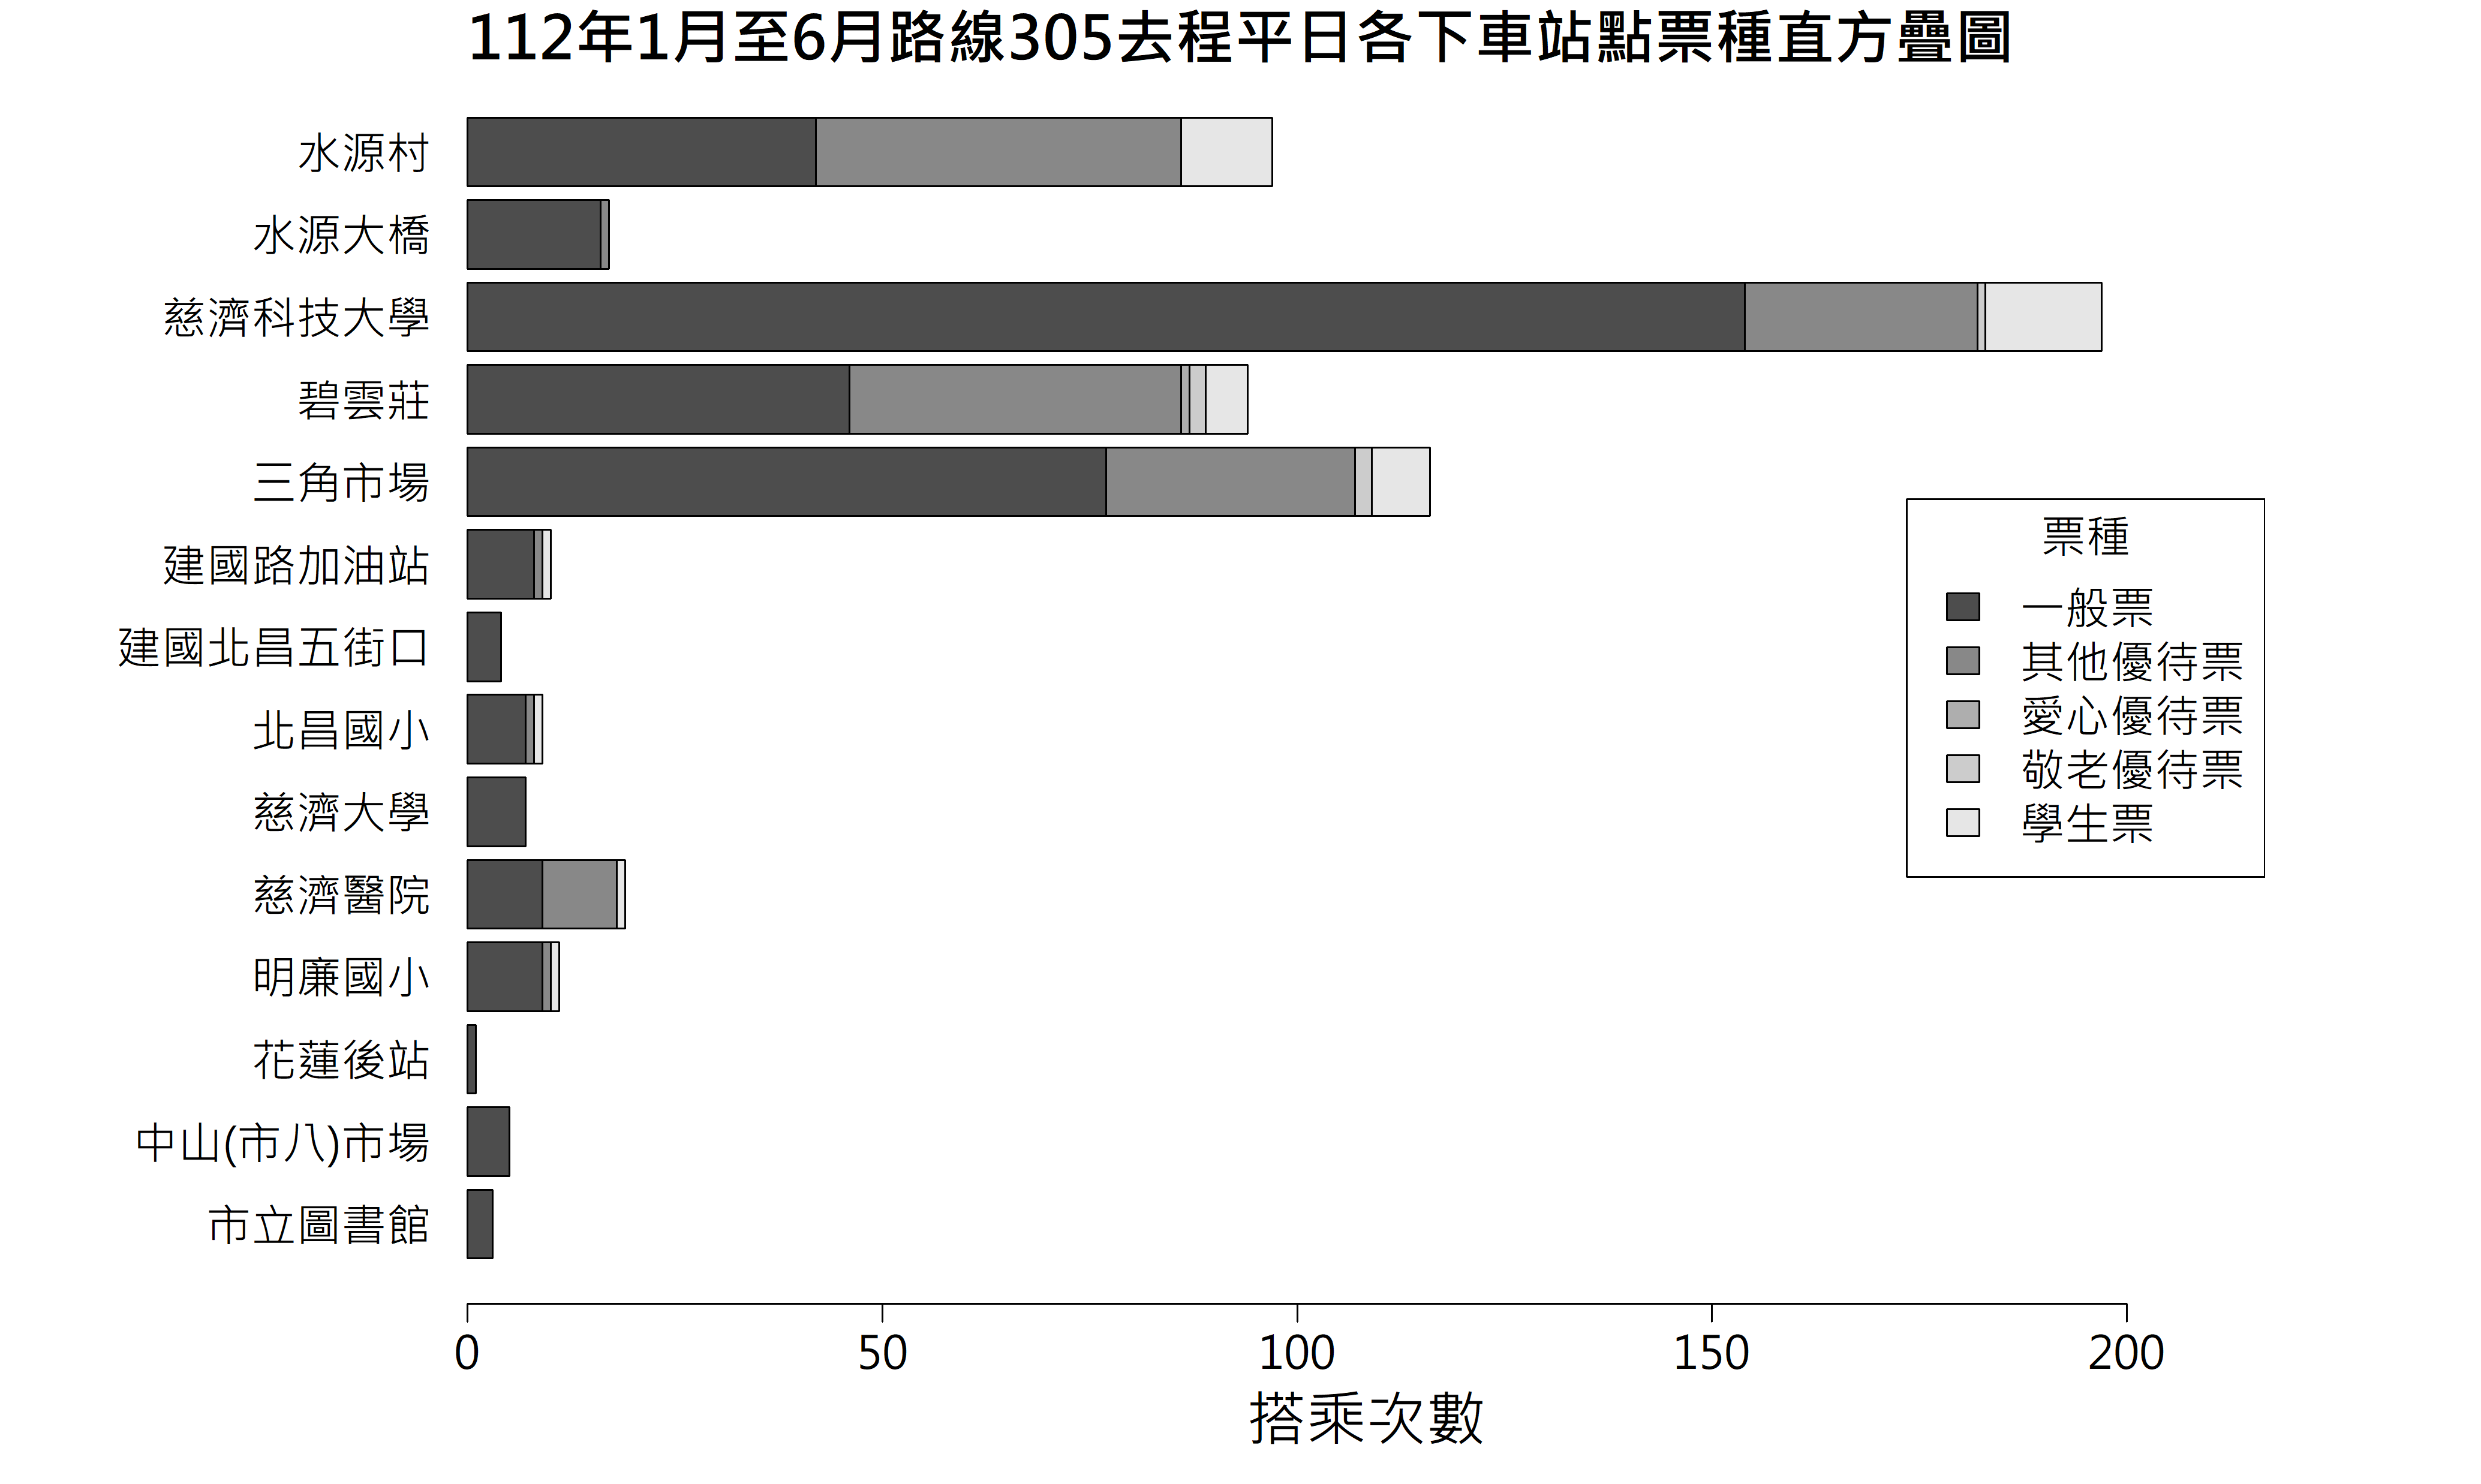 112年1月至6月路線305去程平日各下車站點票種直方疊圖
水源村
水源大橋
慈濟科技大學
碧雲莊
三角市場
建國路加油站
建國北昌五街口
北昌國小
慈濟大學
慈濟醫院
明廉國小
花蓮後站
中山(市八)市場
市立圖書館
票種
一般票
其他優待票
愛心優待票
敬老優待票
學生票
0 50 100 150 200
搭乘次數